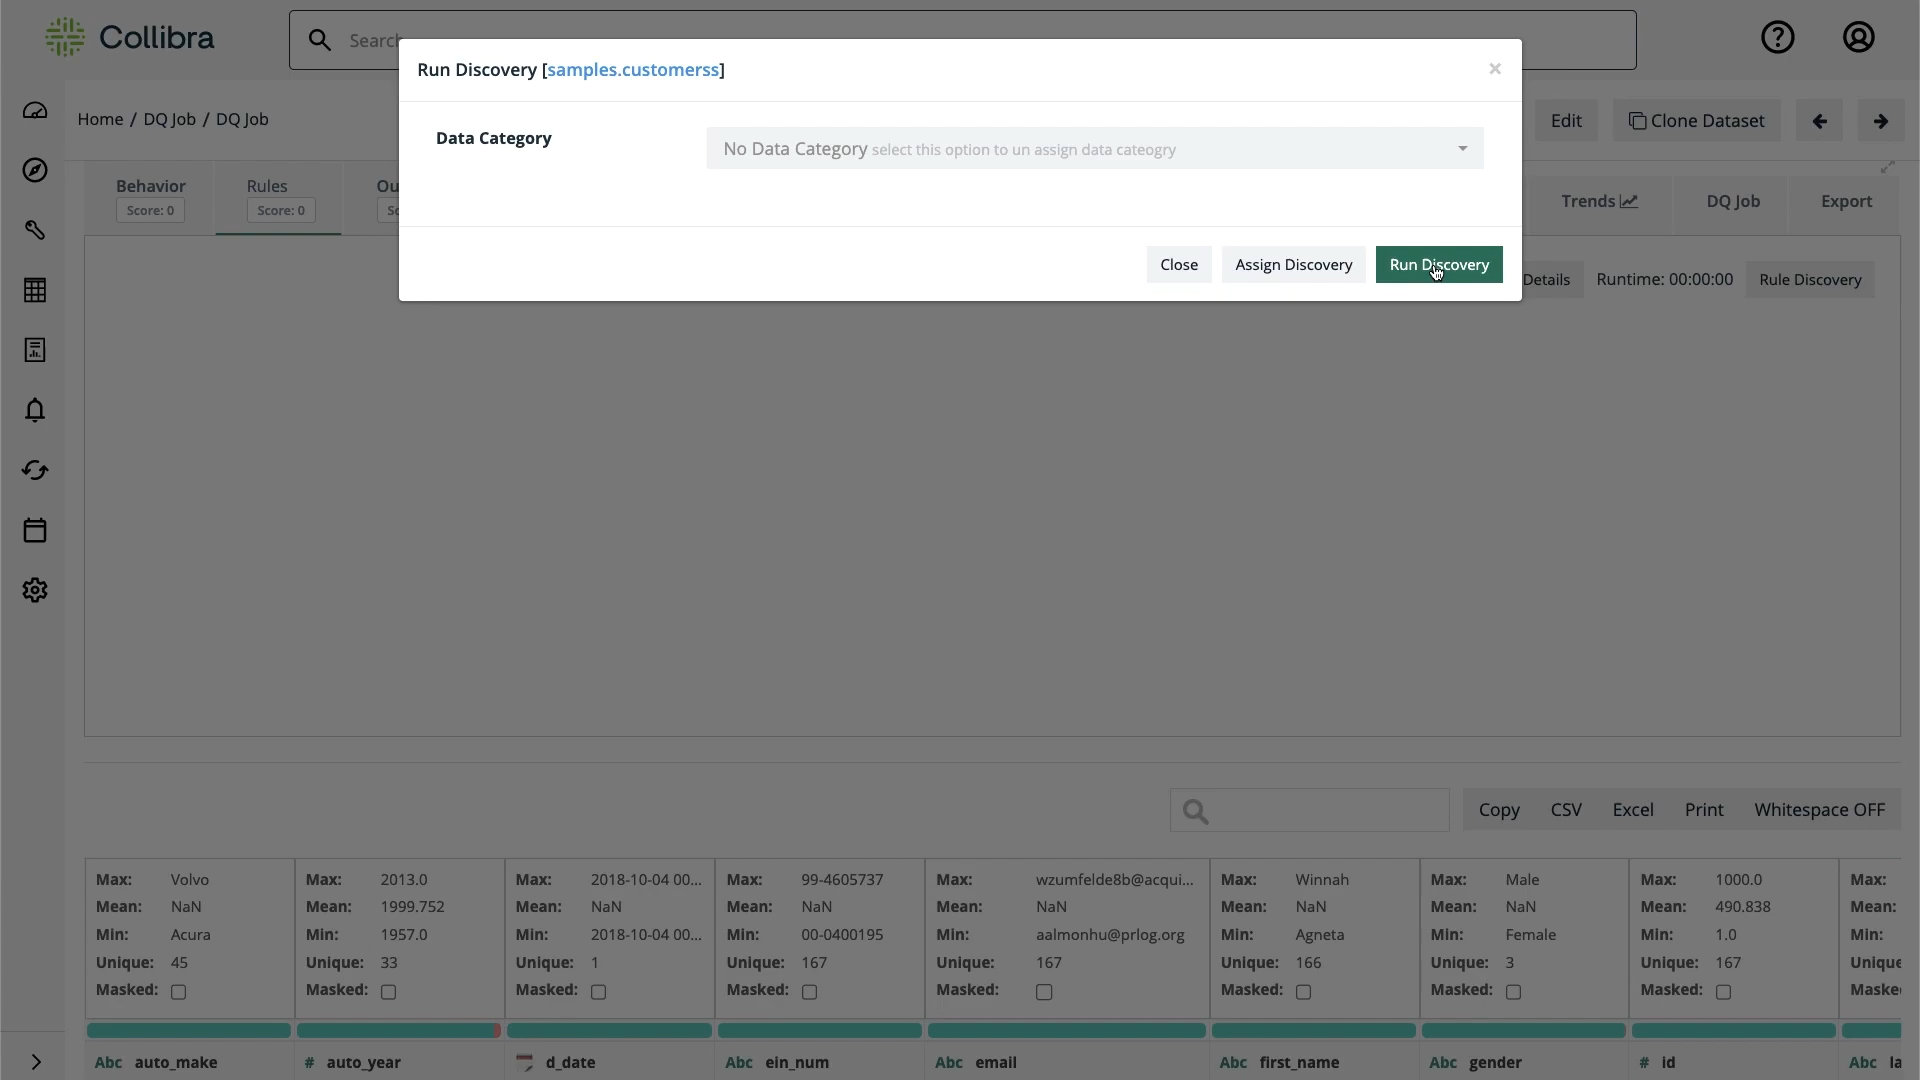 Collibra
Search
Run Discovery [samples.customerss]
×
Home / DQ Job / DQ Job
Edit
Clone Dataset
Data Category
No Data Category select this option to un assign data cateogry
Behavior
Score: 0
Rules
Score: 0
Trends
DQ Job
Export
Close
Assign Discovery
Run Discovery
Details
Runtime: 00:00:00
Rule Discovery
Copy
CSV
Excel
Print
Whitespace OFF
Max: Volvo
Mean: NaN
Min: Acura
Unique: 45
Masked:
Abc auto_make
Max: 2013.0
Mean: 1999.752
Min: 1957.0
Unique: 33
Masked:
# auto_year
Max: 2018-10-04 00...
Mean: NaN
Min: 2018-10-04 00...
Unique: 1
Masked:
d_date
Max: 99-4605737
Mean: NaN
Min: 00-0400195
Unique: 167
Masked:
Abc ein_num
Max: wzumfelde8b@acqui...
Mean: NaN
Min: aalmonhu@prlog.org
Unique: 167
Masked:
Abc email
Max: Winnah
Mean: NaN
Min: Agneta
Unique: 166
Masked:
Abc first_name
Max: Male
Mean: NaN
Min: Female
Unique: 3
Masked:
Abc gender
Max: 1000.0
Mean: 490.838
Min: 1.0
Unique: 167
Masked:
# id
Max:
Mean:
Min:
Abc